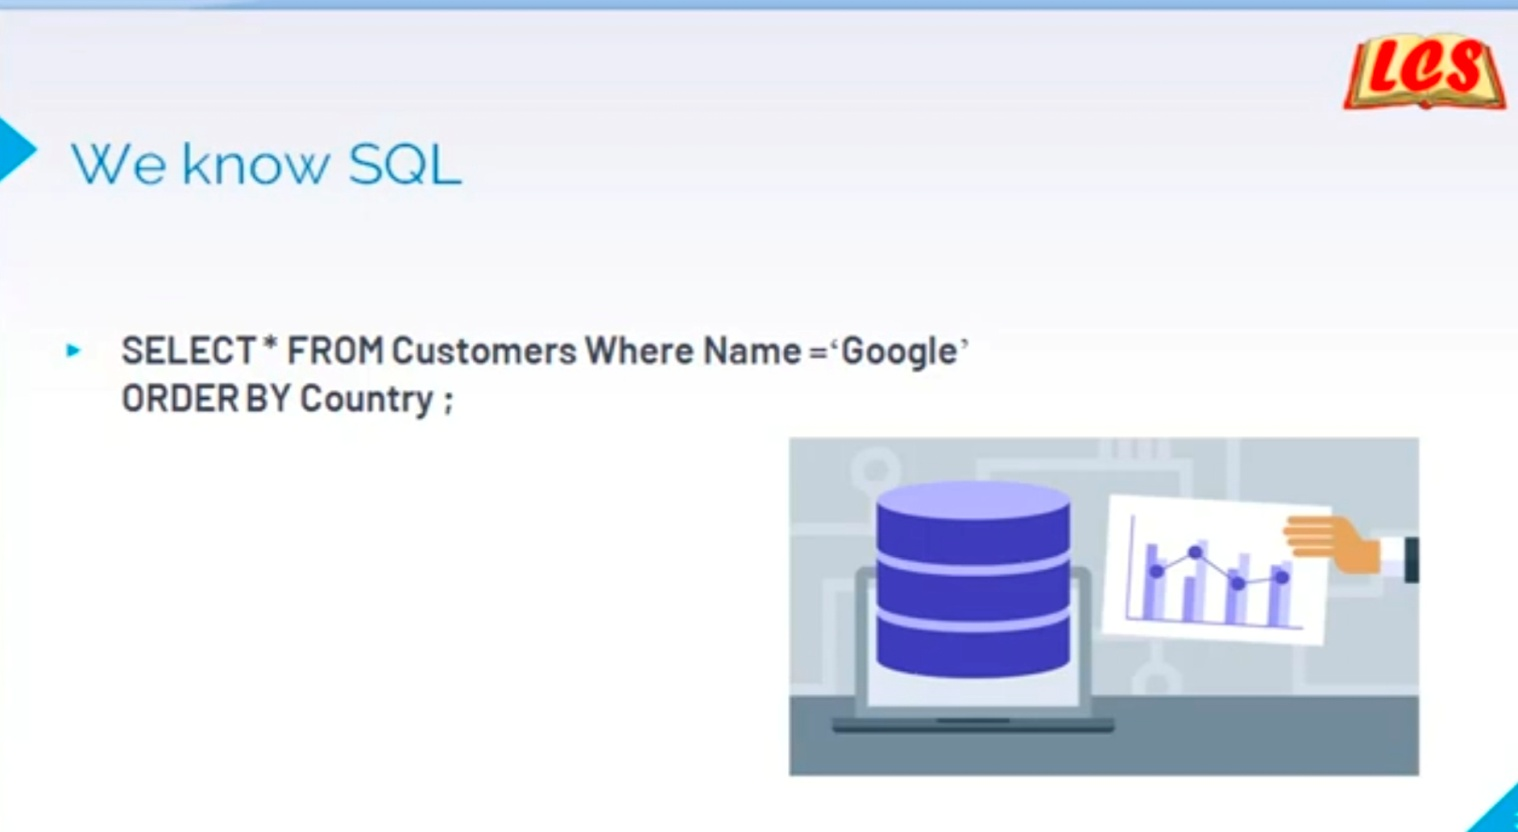 LCS
We know SQL
SELECT * FROM Customers Where Name =‘Google’
ORDER BY Country ;